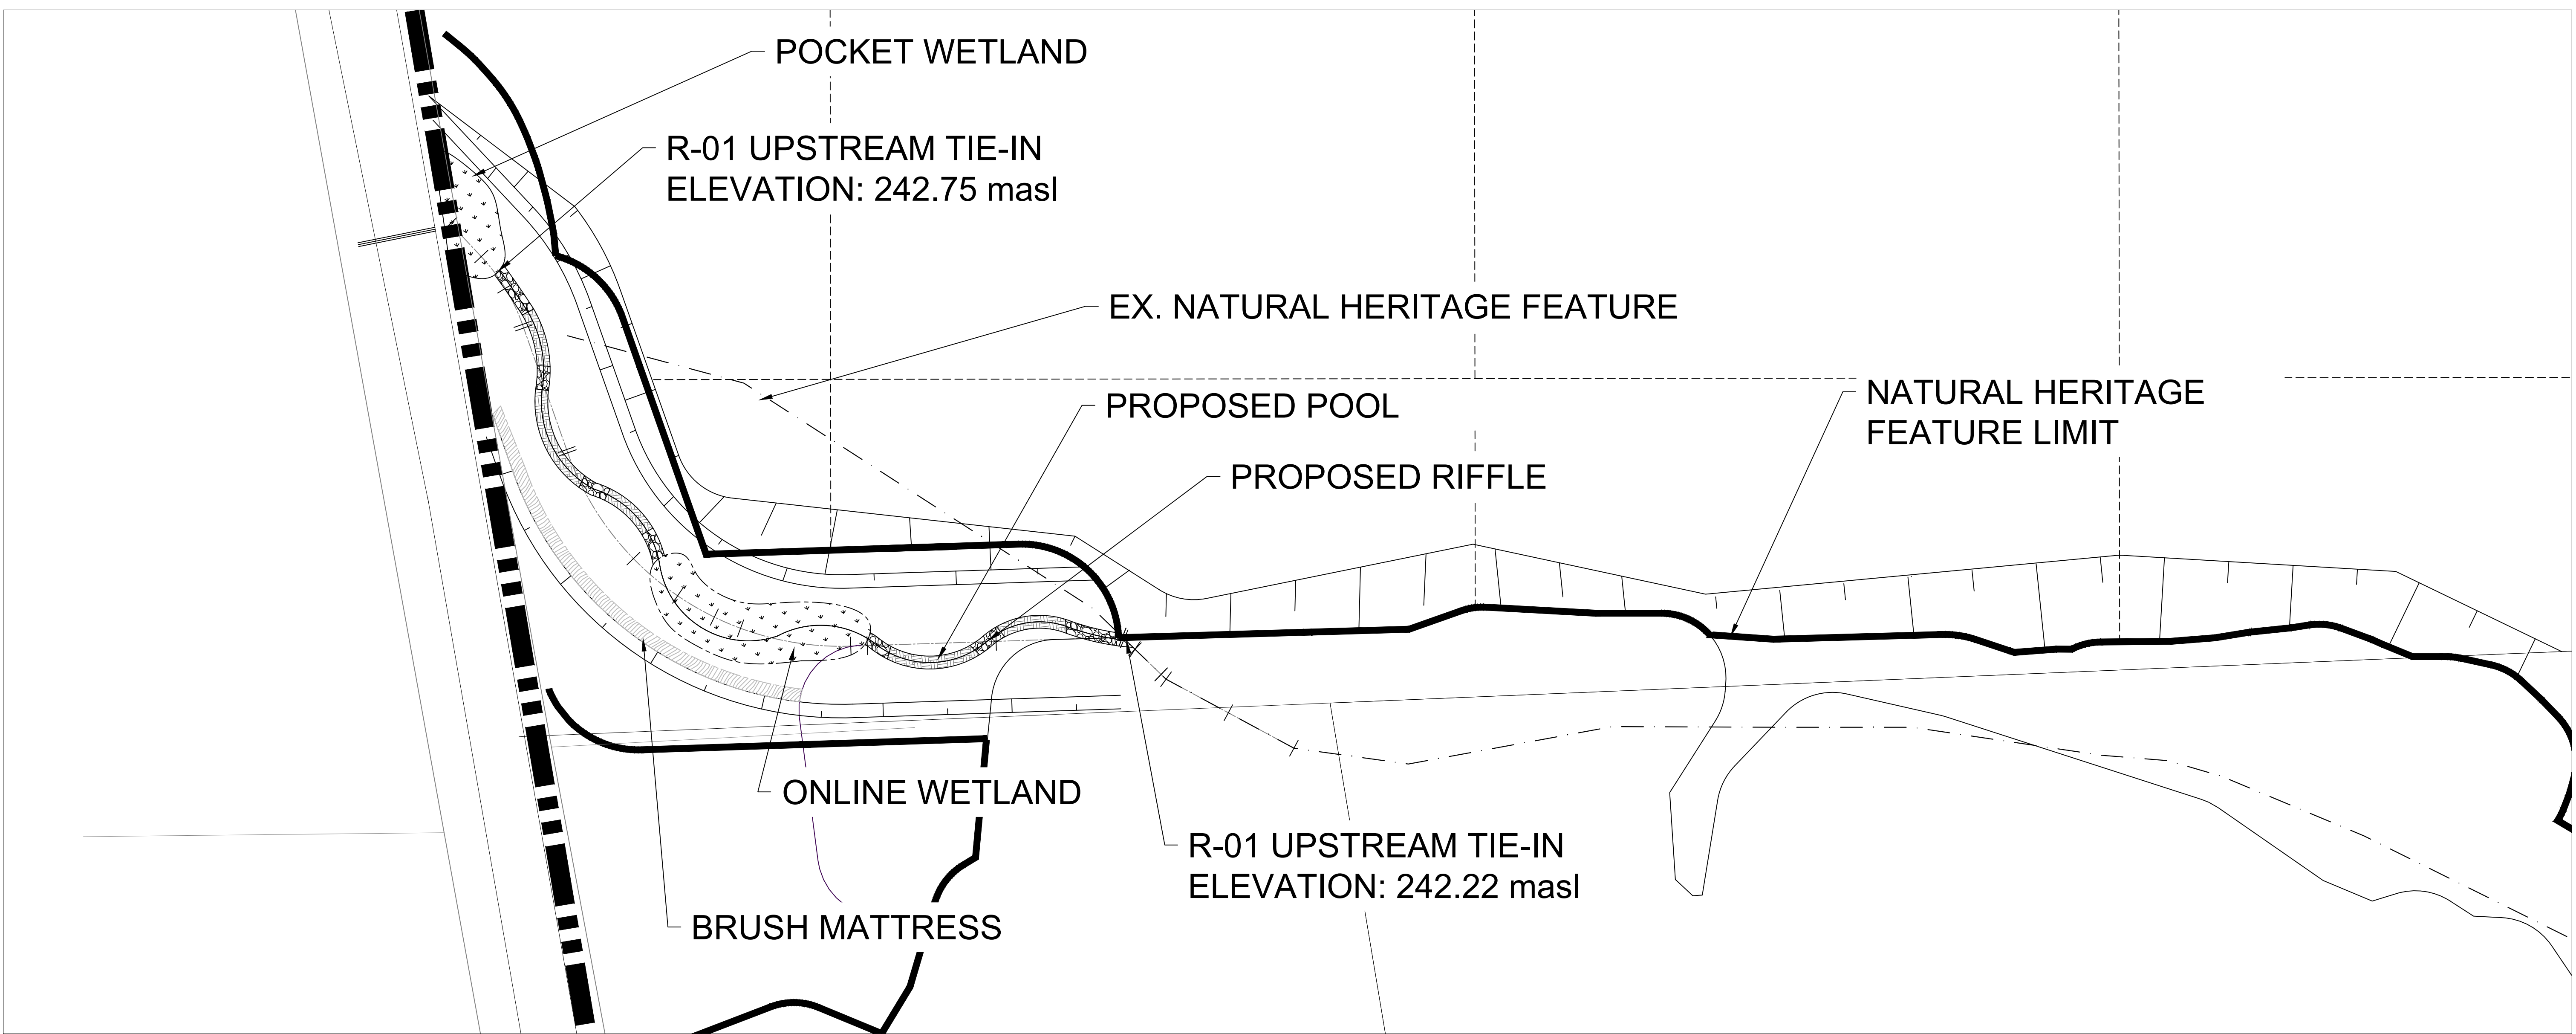 POCKET WETLAND
R-01 UPSTREAM TIE-IN
ELEVATION: 242.75 masl
EX. NATURAL HERITAGE FEATURE
PROPOSED POOL
NATURAL HERITAGE
FEATURE LIMIT
PROPOSED RIFFLE
ONLINE WETLAND
R-01 UPSTREAM TIE-IN
ELEVATION: 242.22 masl
BRUSH MATTRESS